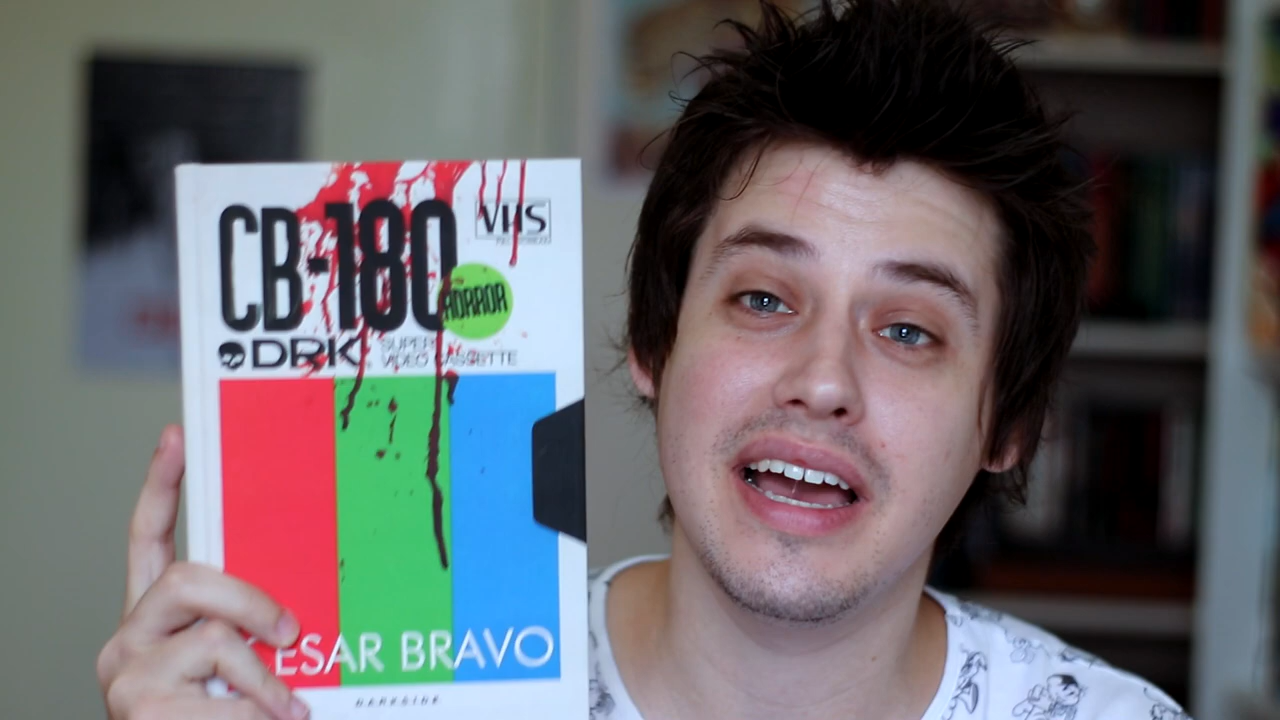 CB-180
VHS
HORROR
DRK
SUPER
VIDEO CASSETTE
ESAR BRAVO
DARKSIDE